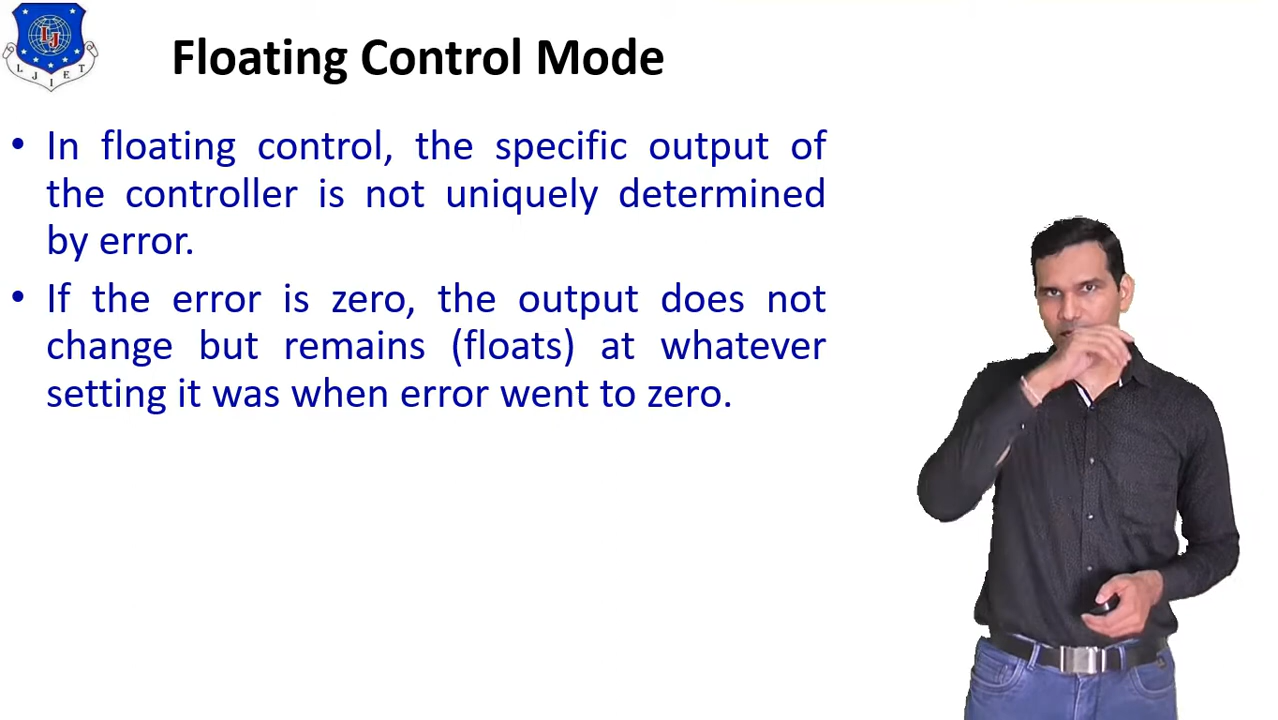 LJ
LJIET
Floating Control Mode
• In floating control, the specific output of
the controller is not uniquely determined
by error.
• If the error is zero, the output does not
change but remains (floats) at whatever
setting it was when error went to zero.